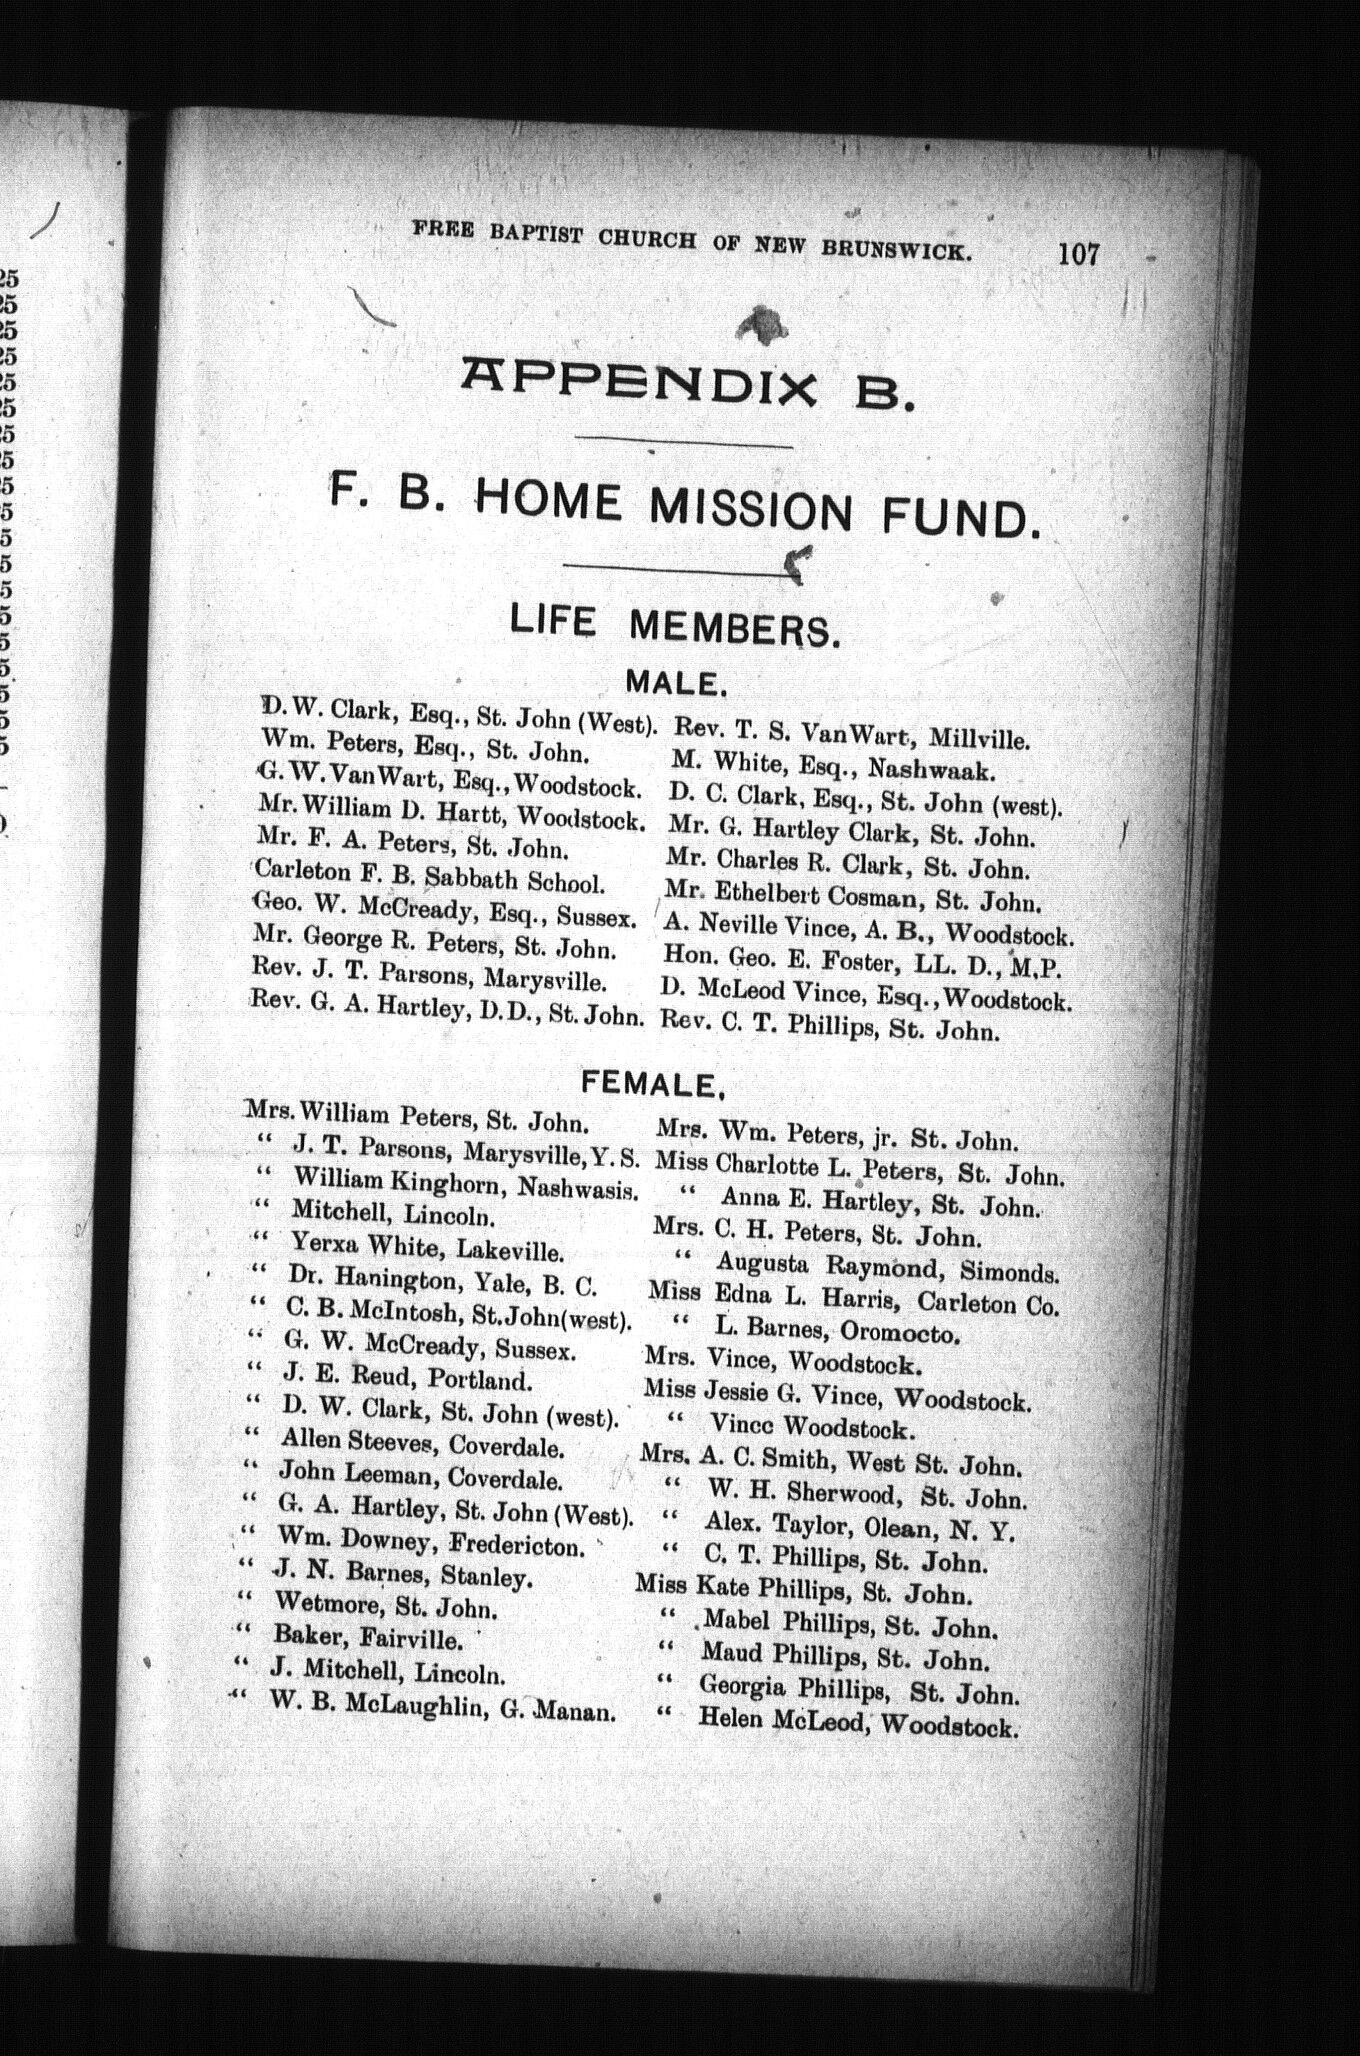 FREE BAPTIST CHURCH OF NEW BRUNSWICK. 107
APPENDIX B.
F. B. HOME MISSION FUND.
LIFE MEMBERS.
MALE.
D. W. Clark, Esq., St. John (West).
Wm. Peters, Esq., St. John.
G. W. VanWart, Esq., Woodstock.
Mr. William D. Hartt, Woodstock.
Mr. F. A. Peters, St. John.
Carleton F. B. Sabbath School.
Geo. W. McCready, Esq., Sussex.
Mr. George R. Peters, St. John.
Rev. J. T. Parsons, Marysville.
Rev. G. A. Hartley, D.D., St. John.
Rev. T. S. VanWart, Millville.
M. White, Esq., Nashwaak.
D. C. Clark, Esq., St. John (west).
Mr. G. Hartley Clark, St. John.
Mr. Charles R. Clark, St. John.
Mr. Ethelbert Cosman, St. John.
A. Neville Vince, A. B., Woodstock.
Hon. Geo. E. Foster, LL. D., M.P.
D. McLeod Vince, Esq., Woodstock.
Rev. C. T. Phillips, St. John.
FEMALE.
Mrs. William Peters, St. John.
“ J. T. Parsons, Marysville, Y. S.
“ William Kinghorn, Nashwasis.
“ Mitchell, Lincoln.
“ Yerxa White, Lakeville.
“ Dr. Hanington, Yale, B. C.
“ C. B. McIntosh, St. John (west).
“ G. W. McCready, Sussex.
“ J. E. Reud, Portland.
“ D. W. Clark, St. John (west).
“ Allen Steeves, Coverdale.
“ John Leeman, Coverdale.
“ G. A. Hartley, St. John (West).
“ Wm. Downey, Fredericton.
“ J. N. Barnes, Stanley.
“ Wetmore, St. John.
“ Baker, Fairville.
“ J. Mitchell, Lincoln.
“ W. B. McLaughlin, G. Manan.
Mrs. Wm. Peters, jr. St. John.
Miss Charlotte L. Peters, St. John.
“ Anna E. Hartley, St. John.
Mrs. C. H. Peters, St. John.
“ Augusta Raymond, Simonds.
Miss Edna L. Harris, Carleton Co.
“ L. Barnes, Oromocto.
Mrs. Vince, Woodstock.
Miss Jessie G. Vince, Woodstock.
“ Vince Woodstock.
Mrs. A. C. Smith, West St. John.
“ W. H. Sherwood, St. John.
“ Alex. Taylor, Olean, N. Y.
“ C. T. Phillips, St. John.
Miss Kate Phillips, St. John.
“ Mabel Phillips, St. John.
“ Maud Phillips, St. John.
“ Georgia Phillips, St. John.
“ Helen McLeod, Woodstock.